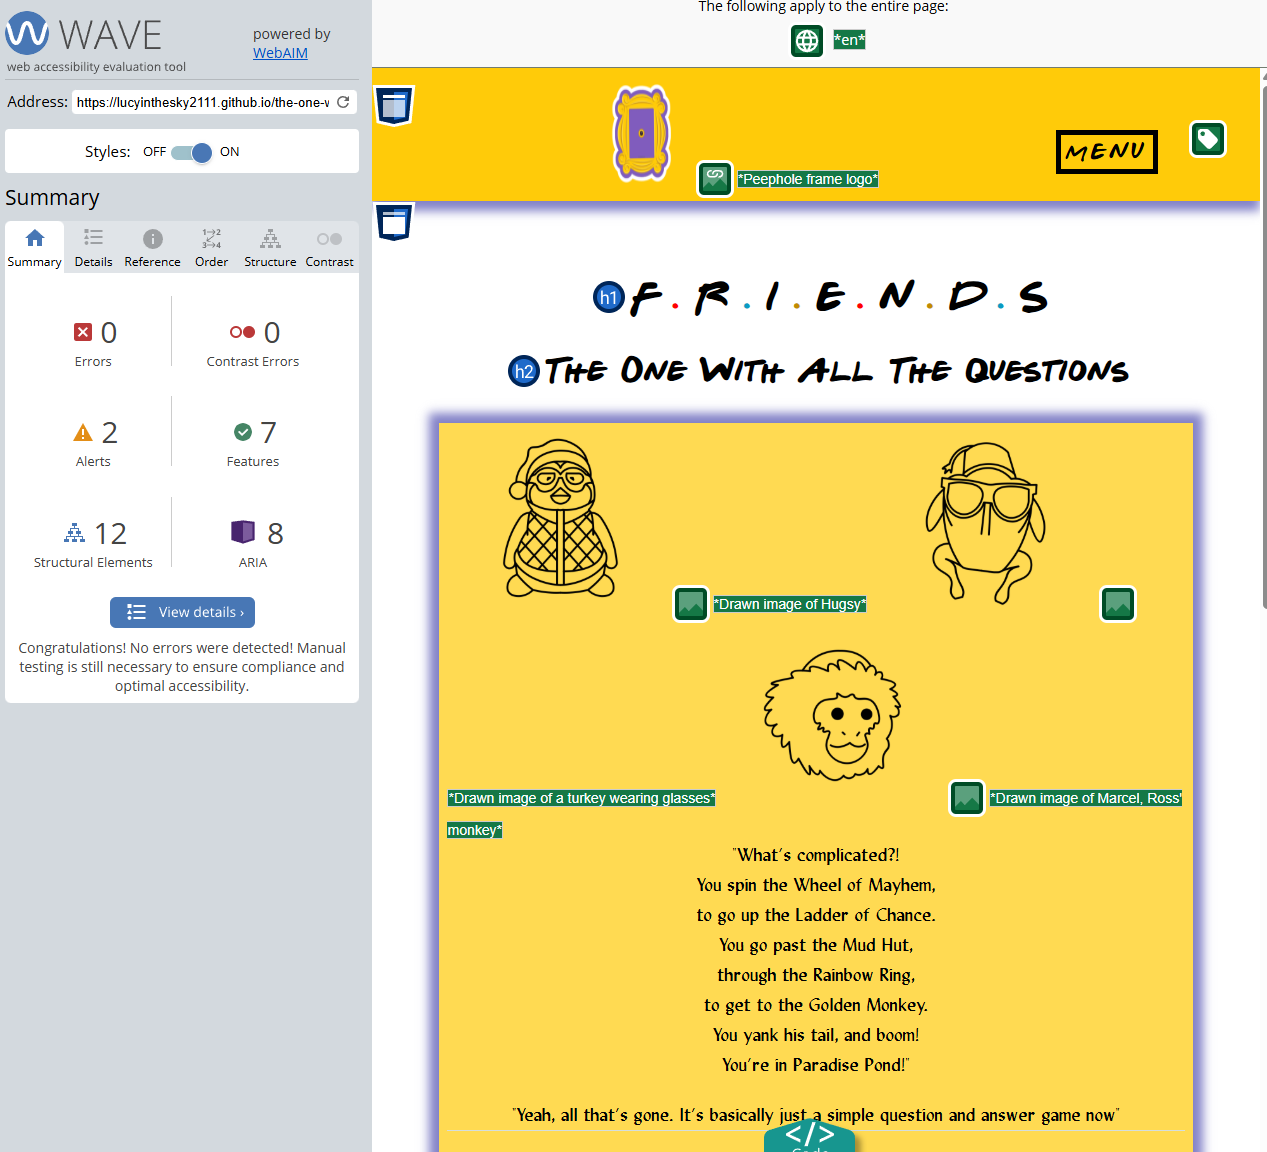 WAVE
web accessibility evaluation tool
powered by
WebAIM
Address: https://lucyinthesky2111.github.io/the-one-w
Styles: OFF ON
Summary
Summary Details Reference Order Structure Contrast
0 Errors
0 Contrast Errors
2 Alerts
7 Features
12 Structural Elements
8 ARIA
View details ›
Congratulations! No errors were detected! Manual
testing is still necessary to ensure compliance and
optimal accessibility.
The following apply to the entire page:
*en*
*Peephole frame logo*
MENU
h1 F.R.I.E.N.D.S
h2 The One With All The Questions
*Drawn image of Hugsy*
*Drawn image of a turkey wearing glasses*
*Drawn image of Marcel, Ross'
monkey*
"What's complicated?!
You spin the Wheel of Mayhem,
to go up the Ladder of Chance.
You go past the Mud Hut,
through the Rainbow Ring,
to get to the Golden Monkey.
You yank his tail, and boom!
You're in Paradise Pond!"
"Yeah, all that's gone. It's basically just a simple question and answer game now"
</>